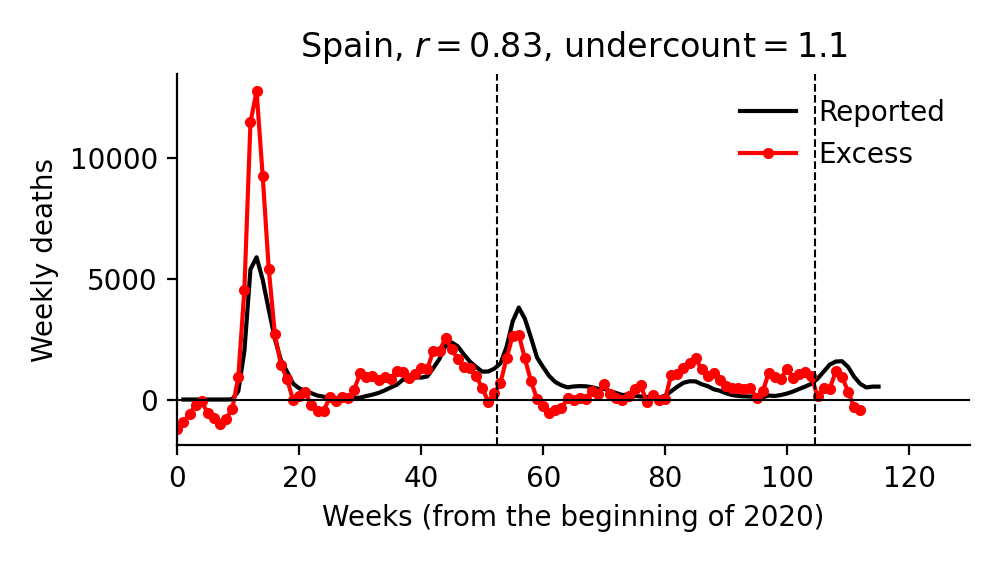 Spain, r = 0.83, undercount = 1.1
Reported
Excess
Weekly deaths
10000
5000
0
0 20 40 60 80 100 120
Weeks (from the beginning of 2020)